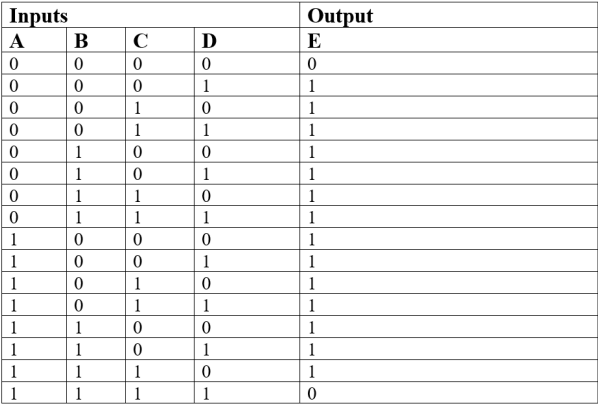 Inputs Output
A B C D E
0 0 0 0 0
0 0 0 1 1
0 0 1 0 1
0 0 1 1 1
0 1 0 0 1
0 1 0 1 1
0 1 1 0 1
0 1 1 1 1
1 0 0 0 1
1 0 0 1 1
1 0 1 0 1
1 0 1 1 1
1 1 0 0 1
1 1 0 1 1
1 1 1 0 1
1 1 1 1 0